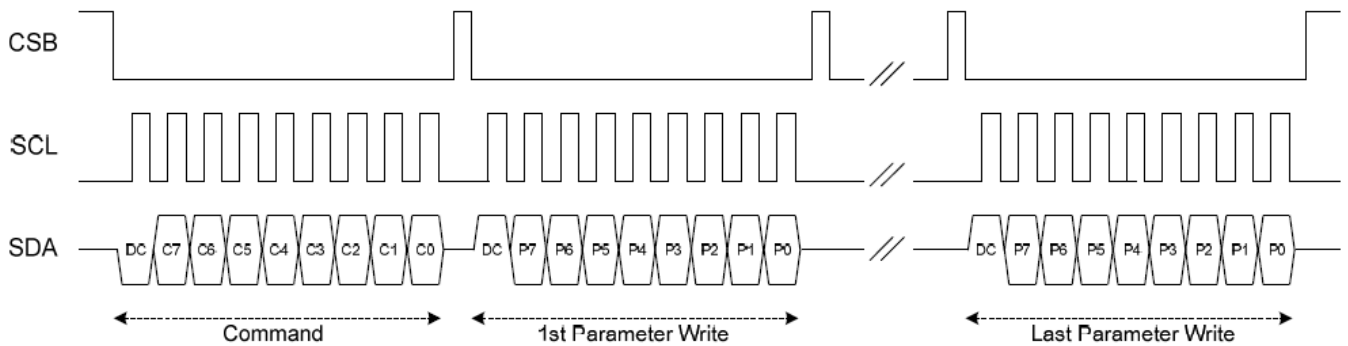 CSB
SCL
SDA
DC C7 C6 C5 C4 C3 C2 C1 C0 DC P7 P6 P5 P4 P3 P2 P1 P0 DC P7 P6 P5 P4 P3 P2 P1 P0
Command 1st Parameter Write Last Parameter Write